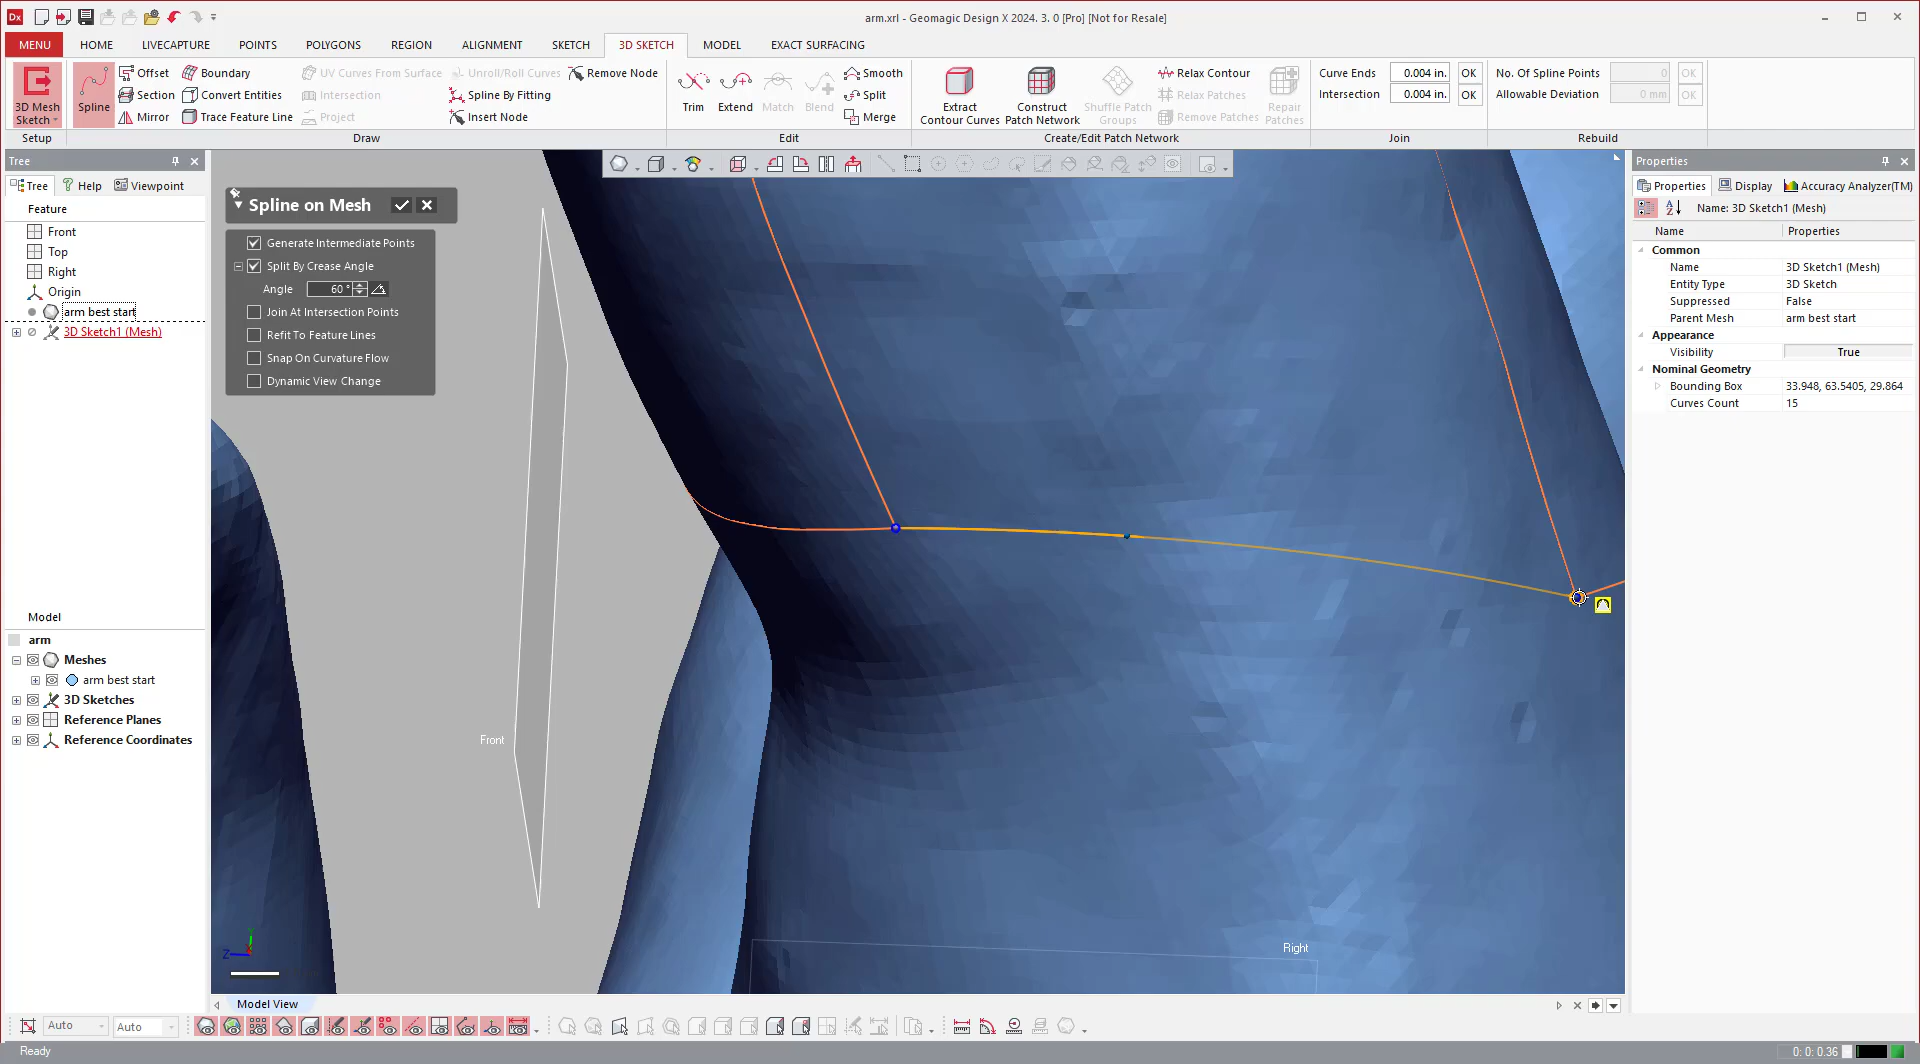 Dx
arm.xrl - Geomagic Design X 2024. 3. 0 [Pro] [Not for Resale]
MENU HOME LIVECAPTURE POINTS POLYGONS REGION ALIGNMENT SKETCH 3D SKETCH MODEL EXACT SURFACING
3D Mesh Sketch
Setup
Spline
Offset
Section
Mirror
Boundary
Convert Entities
Trace Feature Line
UV Curves From Surface
Intersection
Project
Unroll/Roll Curves
Spline By Fitting
Insert Node
Remove Node
Draw
Trim
Extend
Match
Blend
Smooth
Split
Merge
Edit
Extract Contour Curves
Construct Patch Network
Shuffle Patch Groups
Relax Contour
Relax Patches
Remove Patches
Repair Patches
Create/Edit Patch Network
Curve Ends 0.004 in. OK
Intersection 0.004 in. OK
Join
No. Of Spline Points 0 OK
Allowable Deviation 0 mm OK
Rebuild
Tree
Tree Help Viewpoint
Feature
Front
Top
Right
Origin
arm best start
3D Sketch1 (Mesh)
Model
arm
Meshes
arm best start
3D Sketches
Reference Planes
Reference Coordinates
Spline on Mesh
Generate Intermediate Points
Split By Crease Angle
Angle 60 °
Join At Intersection Points
Refit To Feature Lines
Snap On Curvature Flow
Dynamic View Change
Front
Right
Z
Y
X
Model View
Properties
Properties Display Accuracy Analyzer(TM)
Name: 3D Sketch1 (Mesh)
Name Properties
Common
Name 3D Sketch1 (Mesh)
Entity Type 3D Sketch
Suppressed False
Parent Mesh arm best start
Appearance
Visibility True
Nominal Geometry
Bounding Box 33.948, 63.5405, 29.864
Curves Count 15
Auto Auto
Ready
0: 0: 0.36